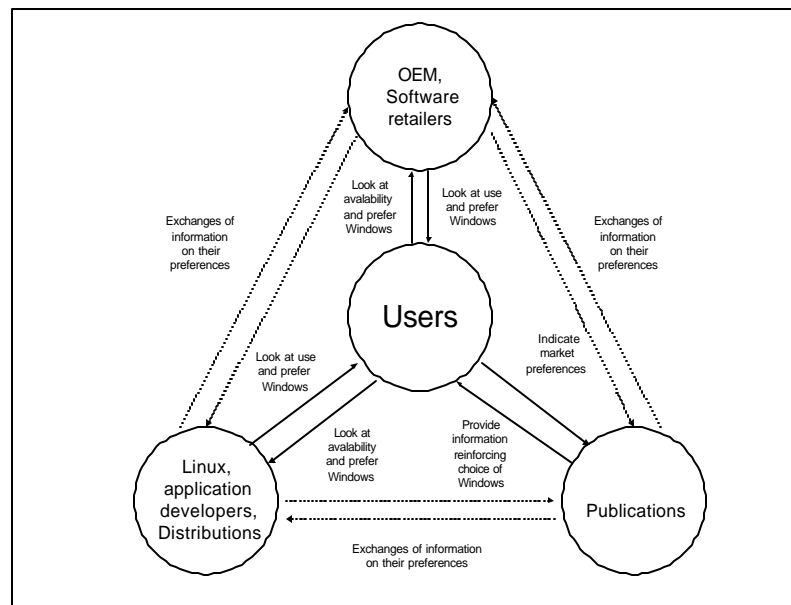 OEM,
Software
retailers
Look at
avalability
and prefer
Windows
Look at use
and prefer
Windows
Exchanges of
information
on their
preferences
Exchanges of
information
on their
preferences
Users
Look at use
and prefer
Windows
Indicate
market
preferences
Look at
avalability
and prefer
Windows
Provide
information
reinforcing
choice of
Windows
Linux,
application
developers,
Distributions
Publications
Exchanges of information
on their preferences